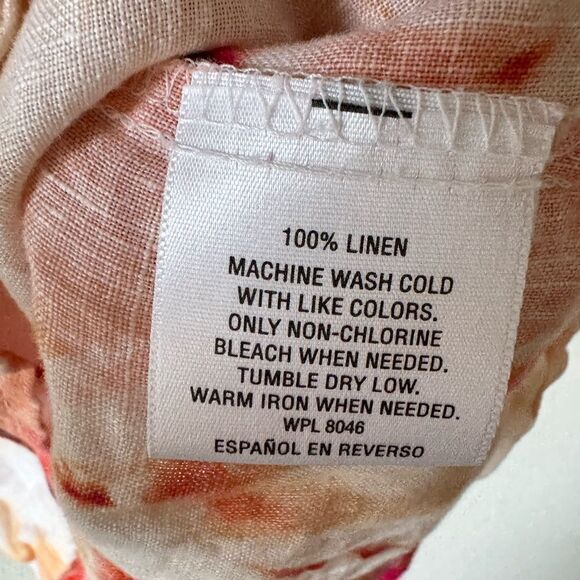 100% LINEN
MACHINE WASH COLD
WITH LIKE COLORS.
ONLY NON-CHLORINE
BLEACH WHEN NEEDED.
TUMBLE DRY LOW.
WARM IRON WHEN NEEDED.
WPL 8046
ESPAÑOL EN REVERSO